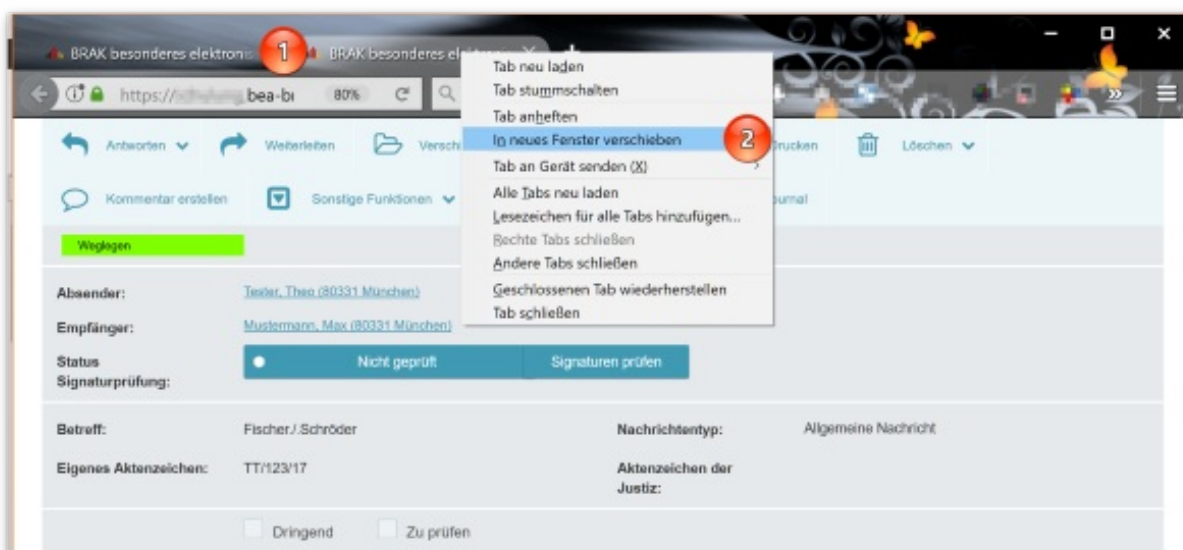 BRAK besonderes elektronis
1
BRAK besonderes elektronis
https:// .bea-br
80%
Tab neu laden
Tab stummschalten
Tab anheften
In neues Fenster verschieben
2
Tab an Gerät senden (X)
Alle Tabs neu laden
Lesezeichen für alle Tabs hinzufügen...
Rechte Tabs schließen
Andere Tabs schließen
Geschlossenen Tab wiederherstellen
Tab schließen
Antworten
Weiterleiten
Verschi
Drucken
Löschen
Kommentar erstellen
Sonstige Funktionen
Weglegen
Absender:
Tester, Theo (80331 München)
Empfänger:
Mustermann, Max (80331 München)
Status
Signaturprüfung:
Nicht geprüft
Signaturen prüfen
Betreff:
Fischer./.Schröder
Nachrichtentyp:
Allgemeine Nachricht
Eigenes Aktenzeichen:
TT/123/17
Aktenzeichen der
Justiz:
Dringend
Zu prüfen